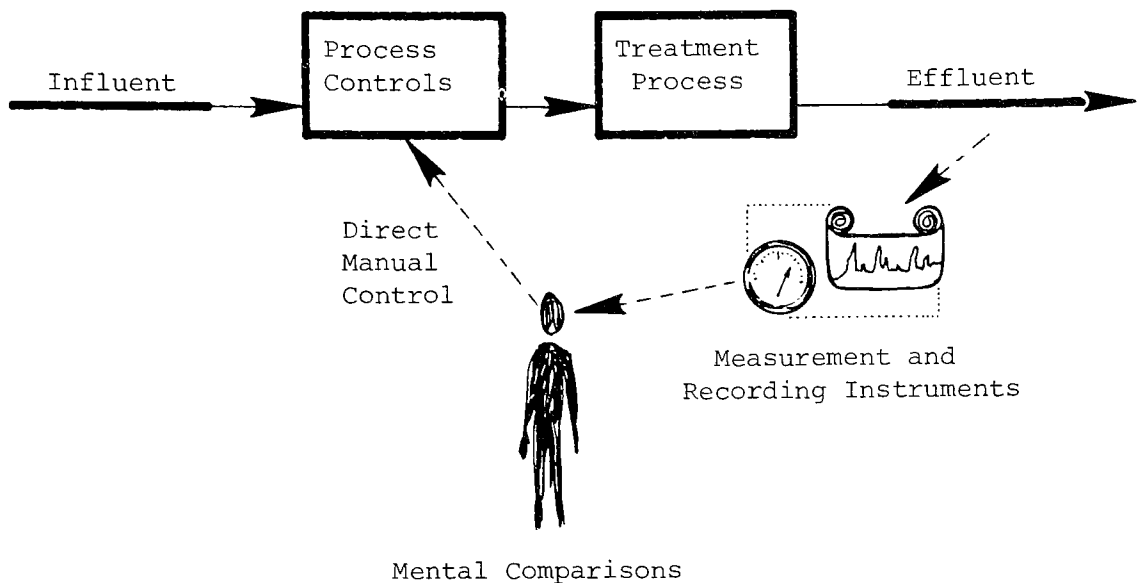 Influent
Process
Controls
Treatment
Process
Effluent
Direct
Manual
Control
Measurement and
Recording Instruments
Mental Comparisons